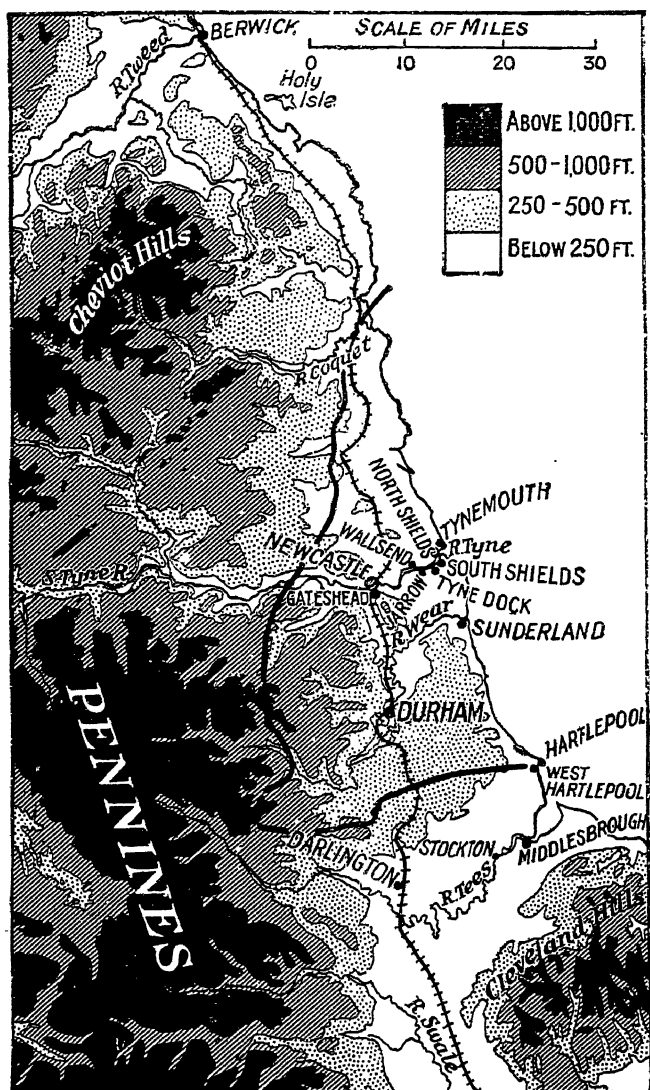 BERWICK
SCALE OF MILES
0 10 20 30
R. Tweed
Holy
Isle
ABOVE 1,000 FT.
500-1,000 FT.
250-500 FT.
BELOW 250 FT.
Cheviot Hills
R. Coquet
NORTH SHIELDS
TYNEMOUTH
WALLSEND
R. Tyne
NEWCASTLE
SOUTH SHIELDS
S. Tyne R.
GATESHEAD
JARROW
TYNE DOCK
R. Wear
SUNDERLAND
PENNINES
DURHAM
HARTLEPOOL
WEST
HARTLEPOOL
STOCKTON
MIDDLESBROUGH
DARLINGTON
R. Tees
Cleveland Hills
R. Swale